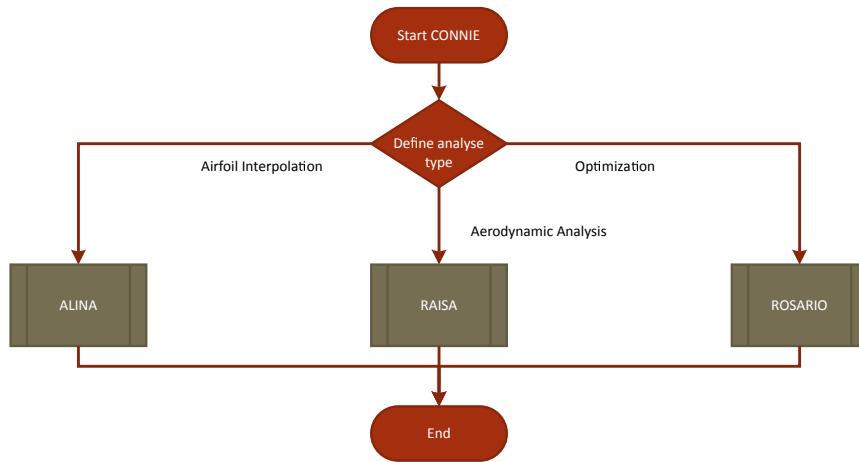 Start CONNIE
Define analyse
type
Airfoil Interpolation
Optimization
Aerodynamic Analysis
ALINA
RAISA
ROSARIO
End